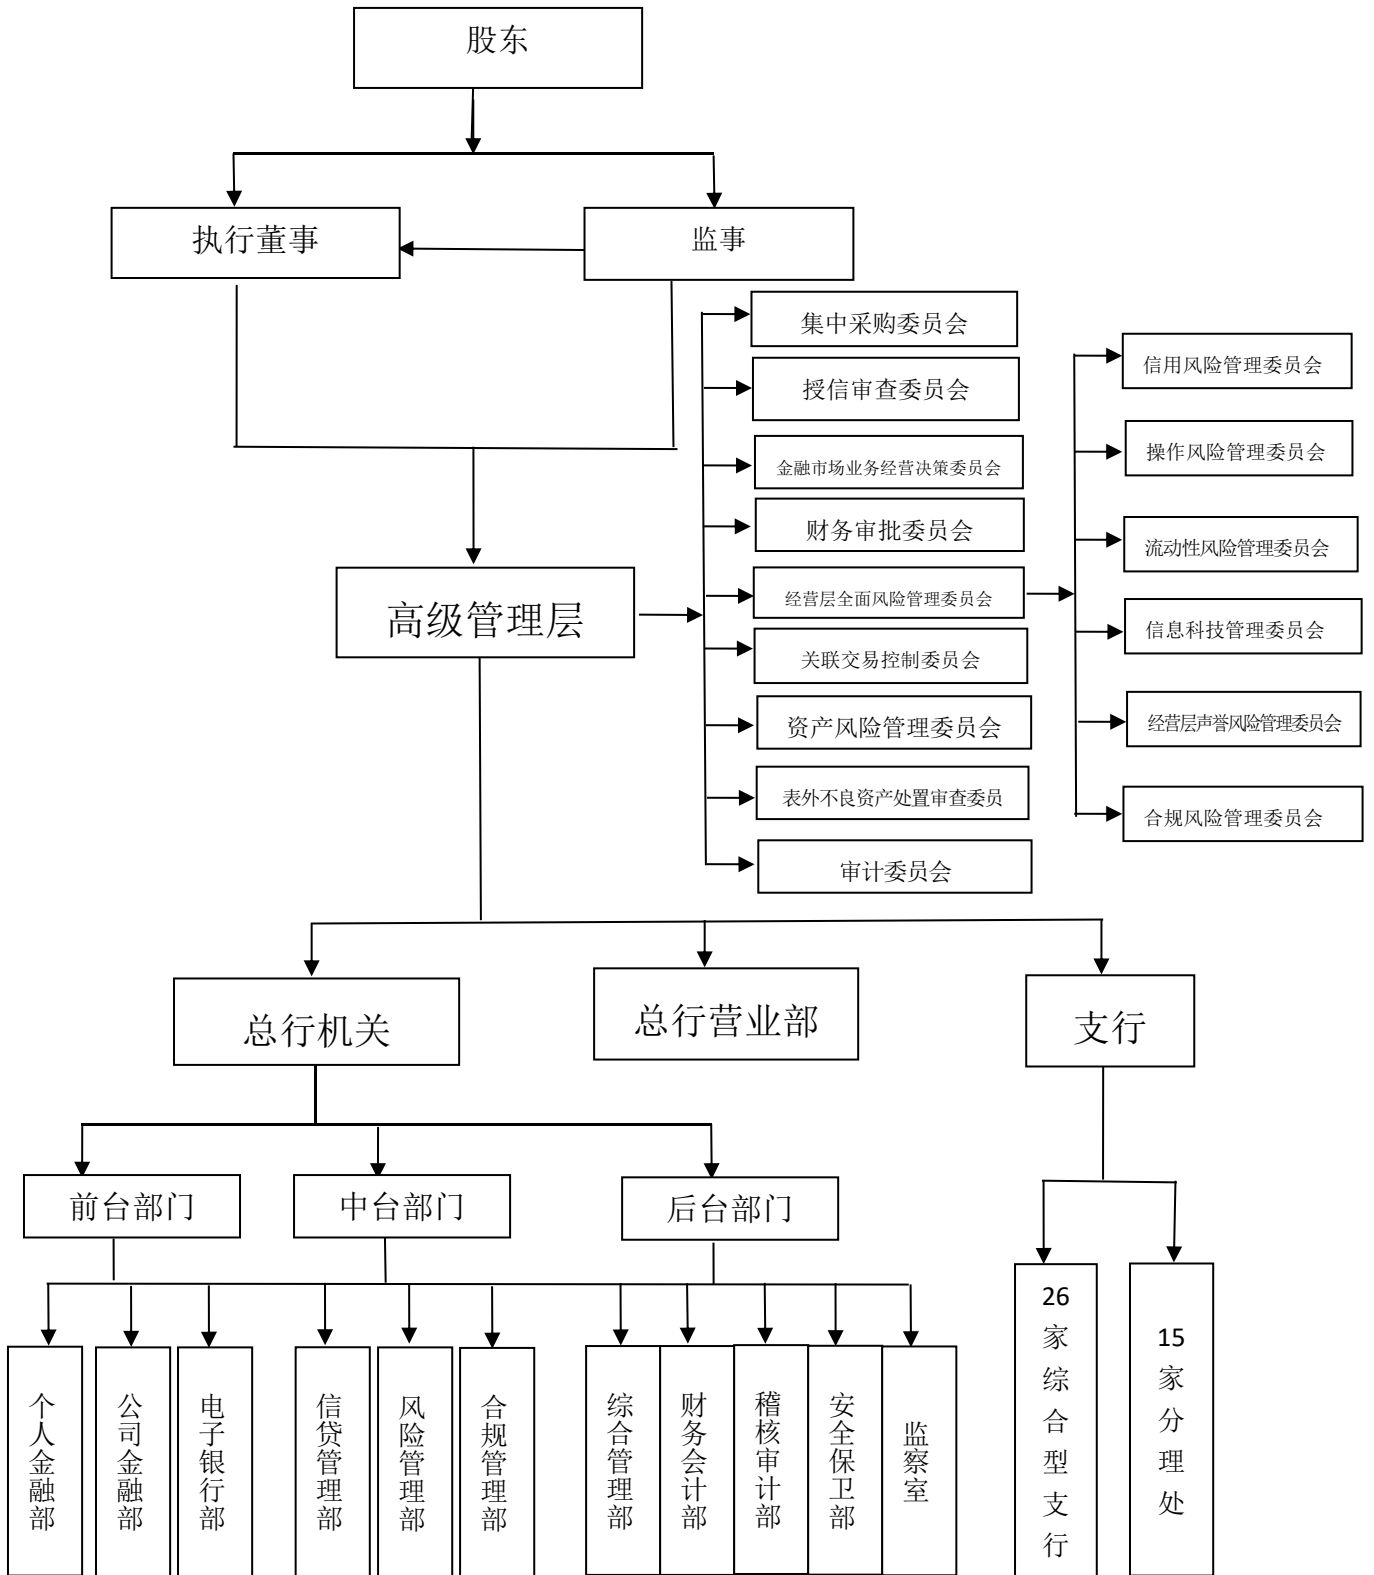 股东
执行董事
监事
集中采购委员会
授信审查委员会
金融市场业务经营决策委员会
财务审批委员会
经营层全面风险管理委员会
关联交易控制委员会
资产风险管理委员会
表外不良资产处置审查委员
审计委员会
信用风险管理委员会
操作风险管理委员会
流动性风险管理委员会
信息科技管理委员会
经营层声誉风险管理委员会
合规风险管理委员会
高级管理层
总行机关
总行营业部
支行
前台部门
中台部门
后台部门
个人金融部
公司金融部
电子银行部
信贷管理部
风险管理部
合规管理部
综合管理部
财务会计部
稽核审计部
安全保卫部
监察室
26家综合型支行
15家分理处